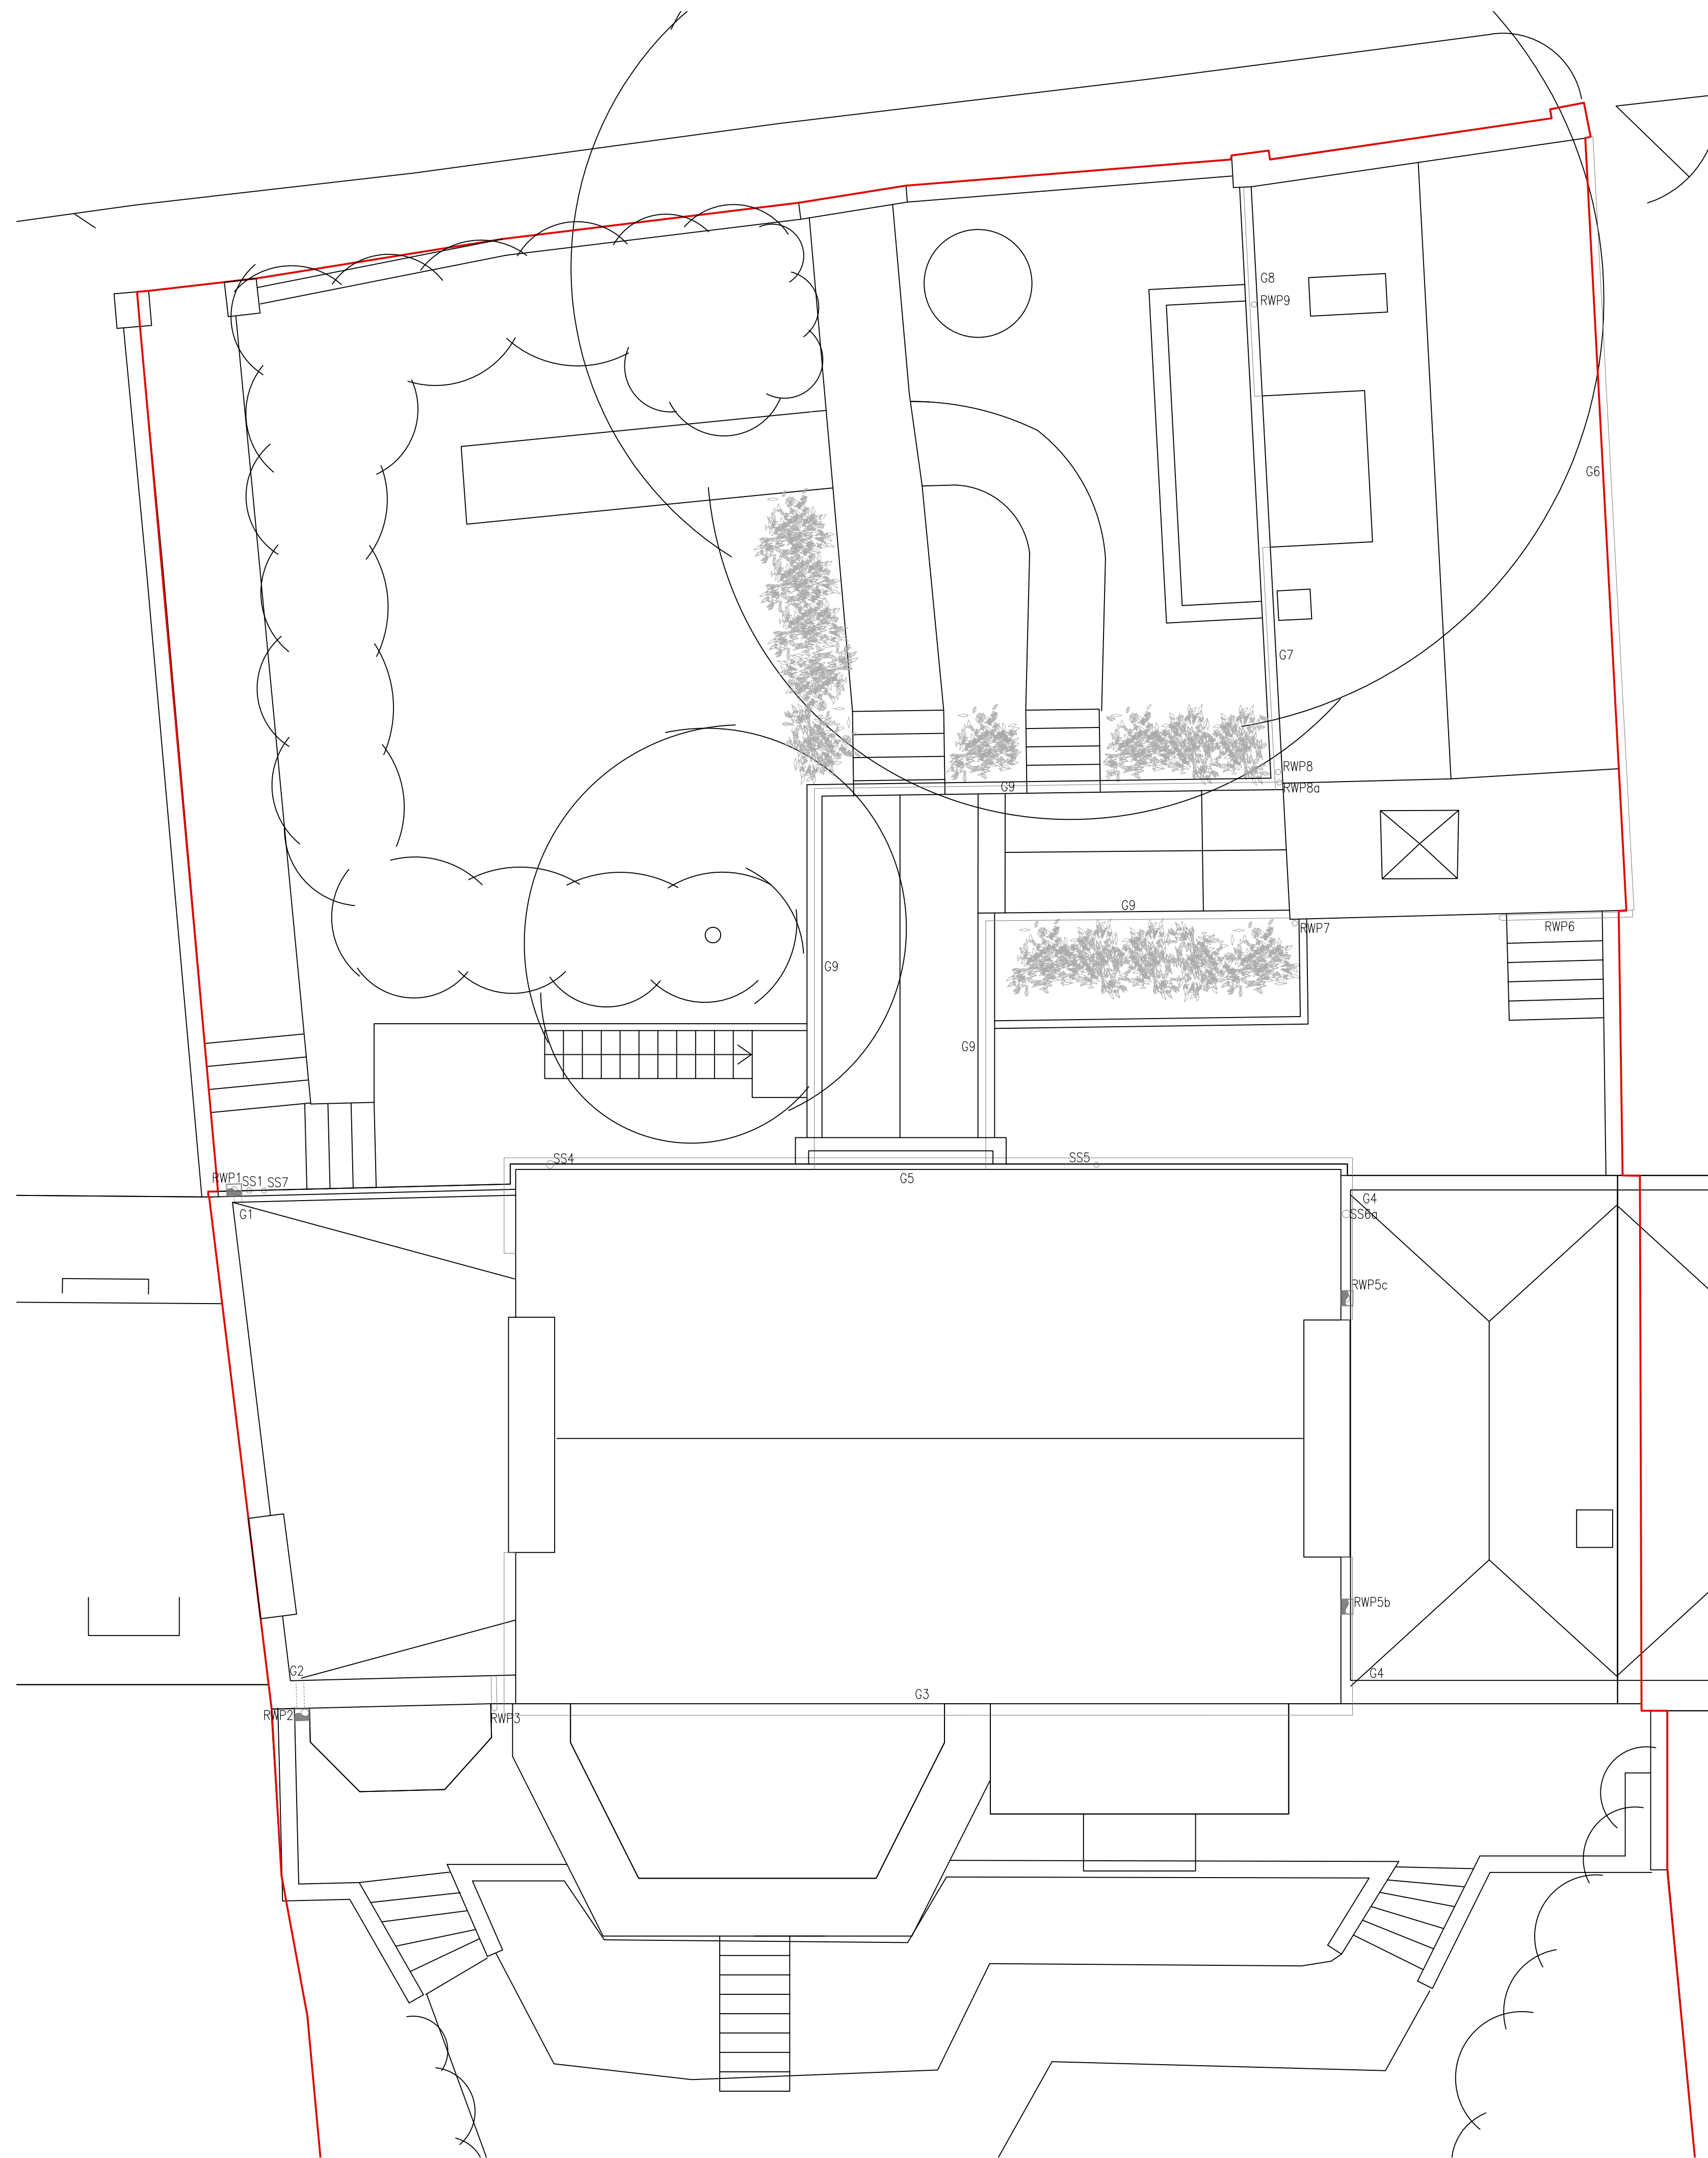 G8
RWP9
G6
G7
RWP8
G9
RWP8a
G9
RWP6
RWP7
G9
G9
SS4
SS5
RWP1
SS1
SS7
G5
G4
G1
SS6a
RWP5c
RWP5b
G2
G4
G3
RWP2
RWP3